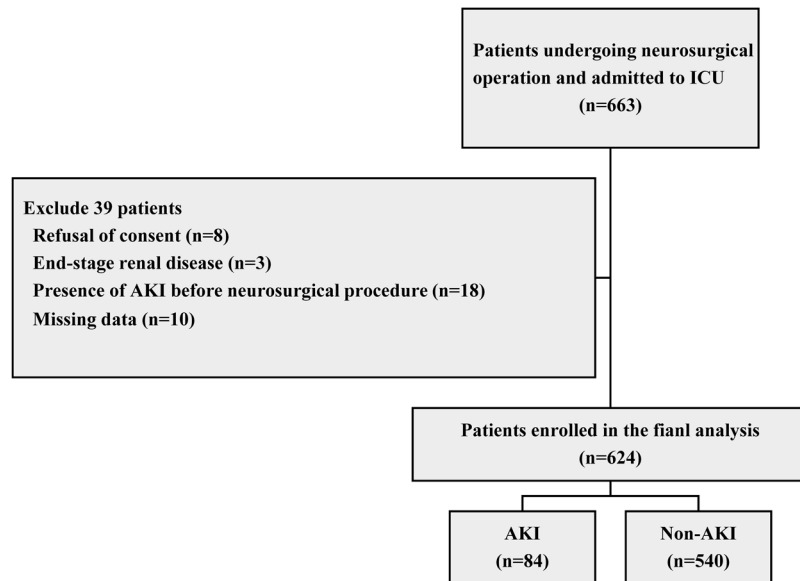 Patients undergoing neurosurgical
operation and admitted to ICU
(n=663)
Exclude 39 patients
Refusal of consent (n=8)
End-stage renal disease (n=3)
Presence of AKI before neurosurgical procedure (n=18)
Missing data (n=10)
Patients enrolled in the fianl analysis
(n=624)
AKI
(n=84)
Non-AKI
(n=540)